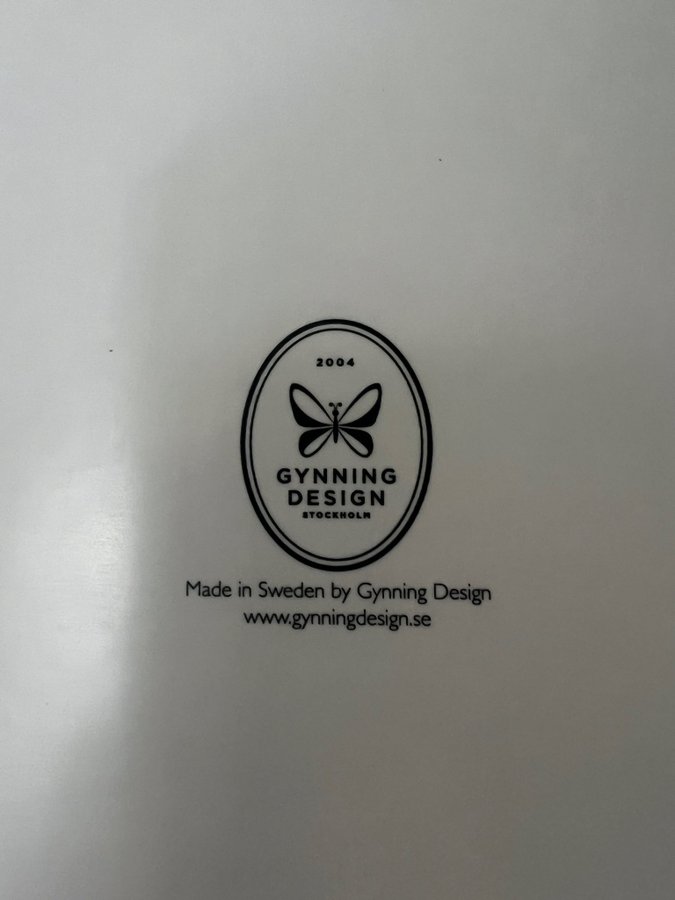 2004
GYNNING
DESIGN
STOCKHOLM
Made in Sweden by Gynning Design
www.gynningdesign.se